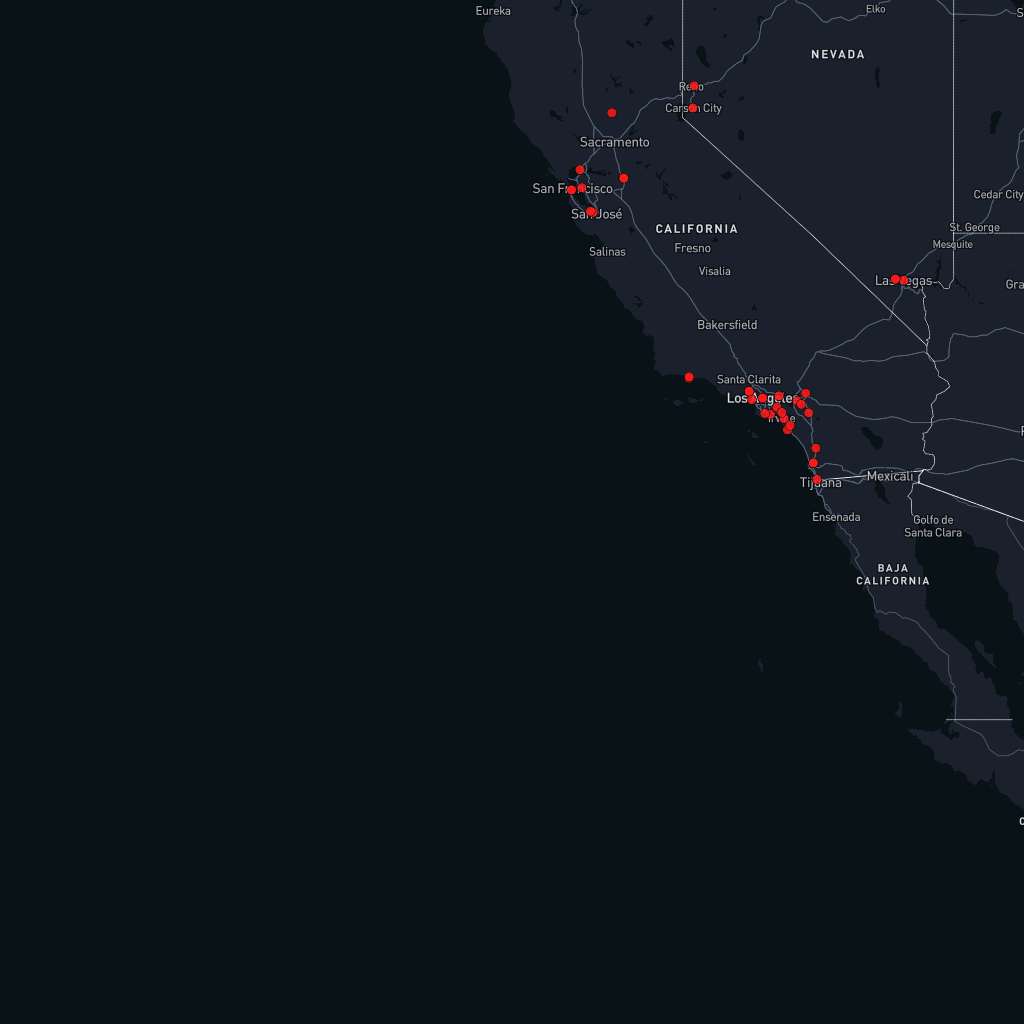 Eureka
Elko
NEVADA
Reno
Carson City
Sacramento
San Francisco
San José
CALIFORNIA
Cedar City
St. George
Mesquite
Salinas
Fresno
Visalia
Las Vegas
Gra
Bakersfield
Santa Clarita
Los Angeles
Irvine
Tijuana
Mexicali
Ensenada
Golfo de
Santa Clara
BAJA
CALIFORNIA